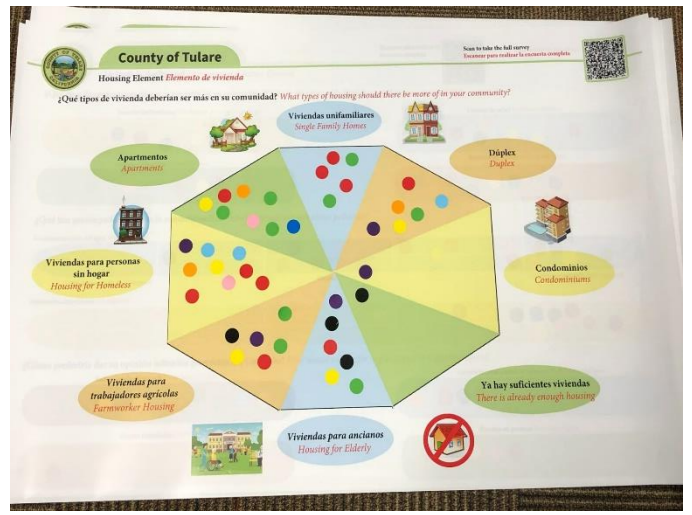 County of Tulare
Scan to take the full survey
Escanear para realizar la encuesta completa
Housing Element Elemento de vivienda
¿Qué tipos de vivienda deberían ser más en su comunidad? What types of housing should there be more of in your community?
Viviendas unifamiliares
Single Family Homes
Apartmentos
Apartments
Dúplex
Duplex
Viviendas para personas
sin hogar
Housing for Homeless
Condominios
Condominiums
Viviendas para
trabajadores agrícolas
Farmworker Housing
Ya hay suficientes viviendas
There is already enough housing
Viviendas para ancianos
Housing for Elderly